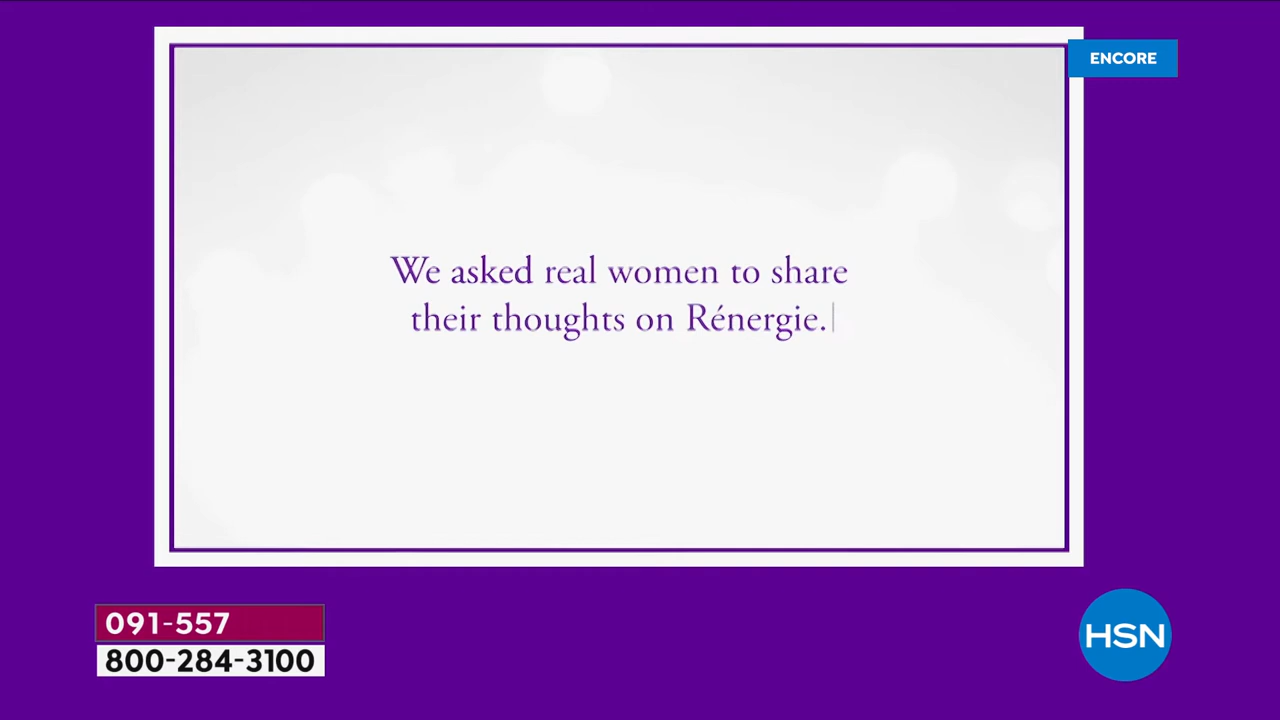 ENCORE
We asked real women to share
their thoughts on Rénergie.
091-557
800-284-3100
HSN